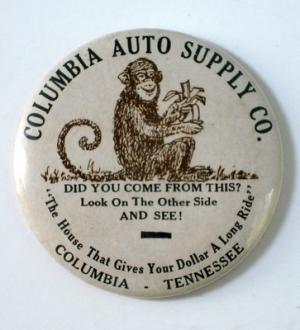 COLUMBIA AUTO SUPPLY CO.
DID YOU COME FROM THIS?
Look On The Other Side
AND SEE!
"The House That Gives Your Dollar A Long Ride"
COLUMBIA - TENNESSEE